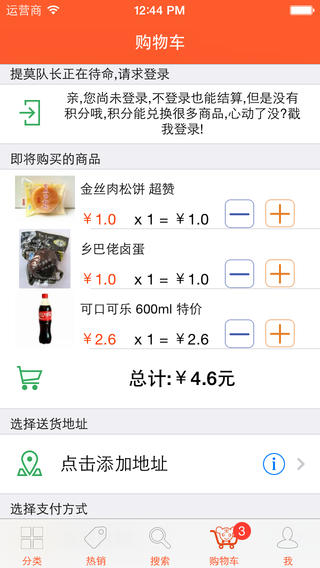 运营商 12:44 PM
购物车
提莫队长正在待命,请求登录
亲,您尚未登录,不登录也能结算,但是没有
积分哦,积分能兑换很多商品,心动了没?戳
我登录!
即将购买的商品
金丝肉松饼 超赞
￥1.0 x 1 = ￥1.0
乡巴佬卤蛋
￥1.0 x 1 = ￥1.0
可口可乐 600ml 特价
￥2.6 x 1 = ￥2.6
总计:￥4.6元
选择送货地址
点击添加地址
选择支付方式
3
分类 热销 搜索 购物车 我